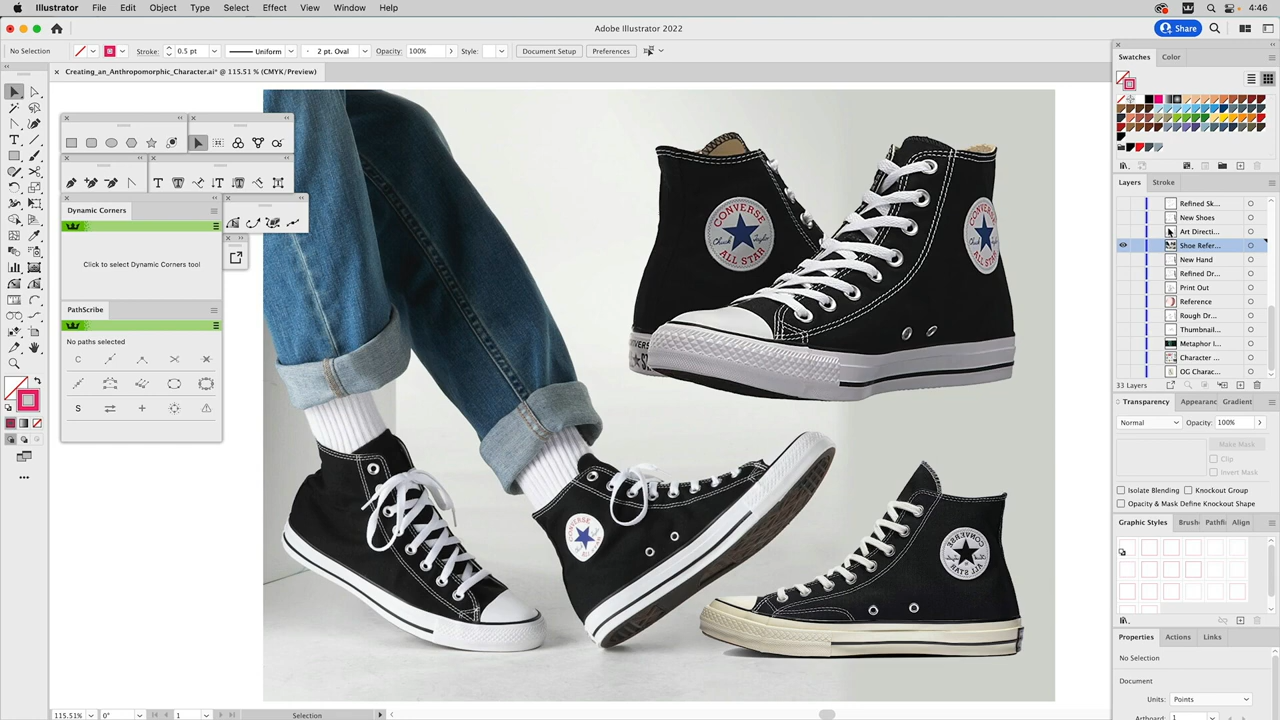 Illustrator File Edit Object Type Select Effect View Window Help 4:46
Adobe Illustrator 2022
Share
No Selection Stroke: 0.5 pt Uniform 2 pt. Oval Opacity: 100% Style: Document Setup Preferences
Creating_an_Anthropomorphic_Character.ai* @ 115.51 % (CMYK/Preview)
Dynamic Corners
Click to select Dynamic Corners tool
PathScribe
No paths selected
CONVERSE
Chuck Taylor
ALL STAR
CONVERSE
ALL STAR
CONVERSE
CONVERSE
ALL STAR
Swatches Color
Layers Stroke
Refined Sk...
New Shoes
Art Directi...
Shoe Refer...
New Hand
Refined Dr...
Print Out
Reference
Rough Dr...
Thumbnail...
Metaphor I...
Character ...
OG Charac...
33 Layers
Transparency Appearanc Gradient
Normal Opacity: 100%
Make Mask
Clip
Invert Mask
Isolate Blending Knockout Group
Opacity & Mask Define Knockout Shape
Graphic Styles Brush Pathfi Align
Properties Actions Links
No Selection
Document
Units: Points
Artboard: 1
115.51% 0° 1 Selection